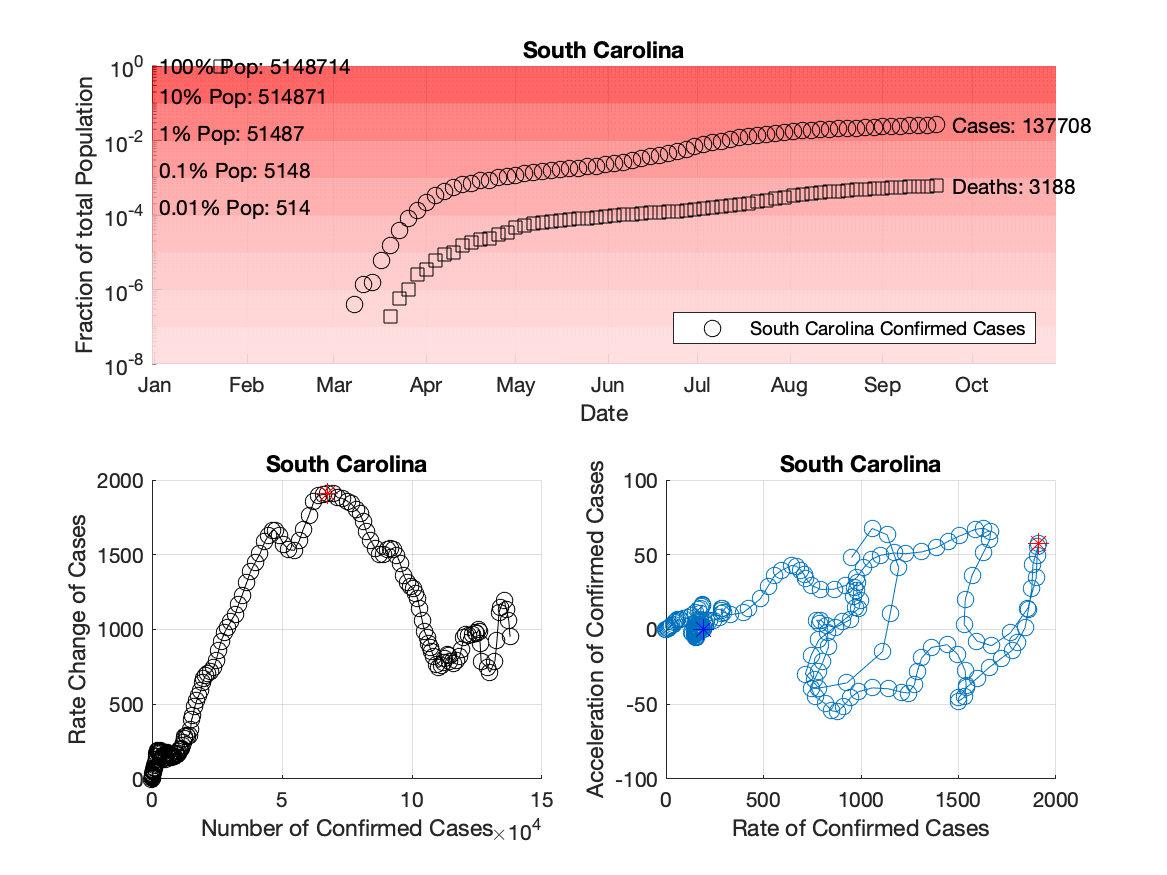 South Carolina
10^0
100% Pop: 5148714
10% Pop: 514871
10^-2
1% Pop: 51487
Cases: 137708
0.1% Pop: 5148
Deaths: 3188
0.01% Pop: 514
10^-4
10^-6
10^-8
Fraction of total Population
South Carolina Confirmed Cases
Jan Feb Mar Apr May Jun Jul Aug Sep Oct
Date
South Carolina
2000
1500
1000
500
0
Rate Change of Cases
0 5 10 15
Number of Confirmed Cases ×10^4
South Carolina
100
50
0
-50
-100
Acceleration of Confirmed Cases
0 500 1000 1500 2000
Rate of Confirmed Cases